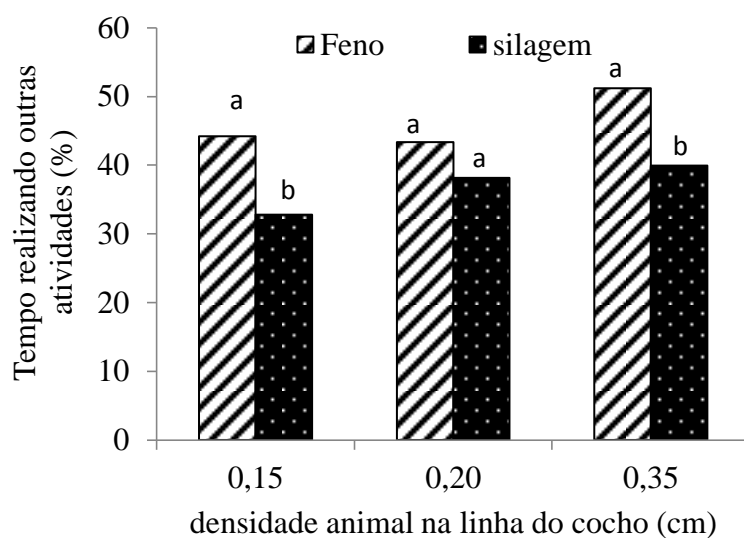 Feno
silagem
Tempo realizando outras
atividades (%)
60
50
40
30
20
10
0
a
b
a
a
a
b
0,15
0,20
0,35
densidade animal na linha do cocho (cm)